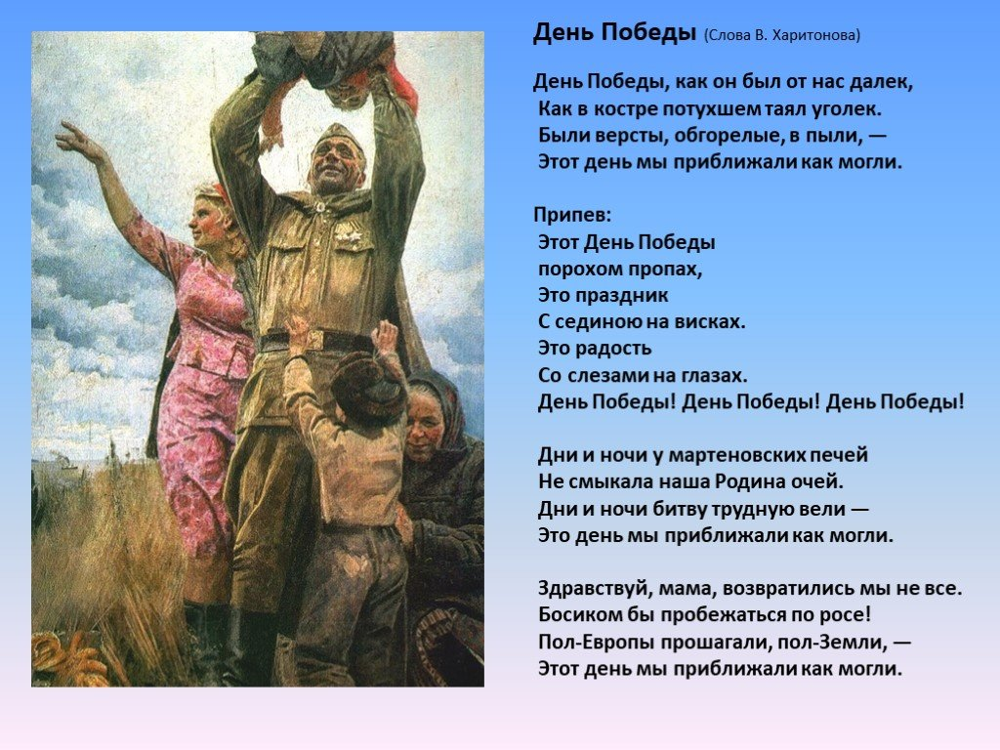 День Победы (Слова В. Харитонова)
День Победы, как он был от нас далек,
Как в костре потухшем таял уголек.
Были версты, обгорелые, в пыли, —
Этот день мы приближали как могли.
Припев:
Этот День Победы
порохом пропах,
Это праздник
С сединою на висках.
Это радость
Со слезами на глазах.
День Победы! День Победы! День Победы!
Дни и ночи у мартеновских печей
Не смыкала наша Родина очей.
Дни и ночи битву трудную вели —
Это день мы приближали как могли.
Здравствуй, мама, возвратились мы не все.
Босиком бы пробежаться по росе!
Пол-Европы прошагали, пол-Земли, —
Этот день мы приближали как могли.